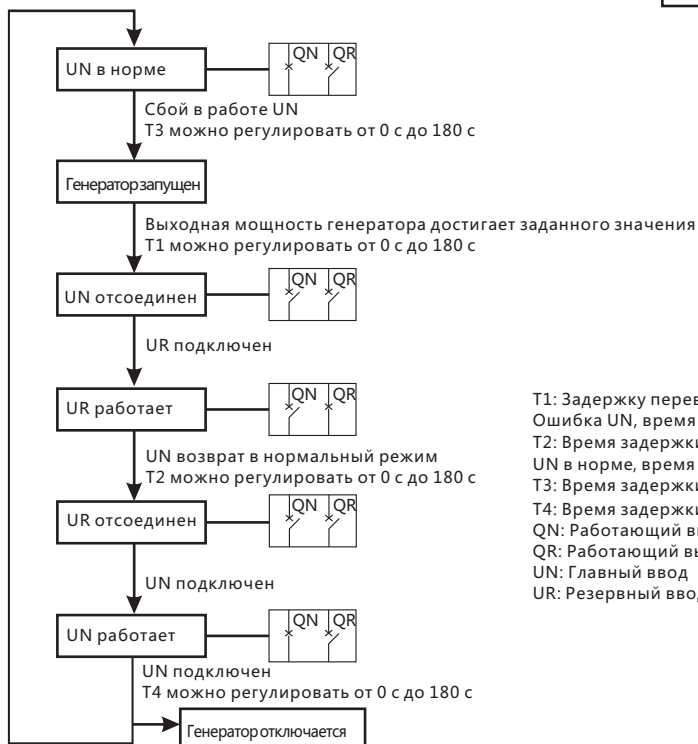 UN в норме
QN QR
Сбой в работе UN
T3 можно регулировать от 0 с до 180 с
Генератор запущен
Выходная мощность генератора достигает заданного значения
T1 можно регулировать от 0 с до 180 с
UN отсоединен
QN QR
UR подключен
UR работает
QN QR
UN возврат в нормальный режим
T2 можно регулировать от 0 с до 180 с
UR отсоединен
QN QR
UN подключен
UN работает
QN QR
UN подключен
T4 можно регулировать от 0 с до 180 с
Генератор отключается
T1: Задержку
Ошибка UN, время
T2: Время задержки
UN в норме, время
T3: Время задержки
T4: Время задержки
QN: Работающий
QR: Работающий
UN: Главный ввод
UR: Резервный ввод